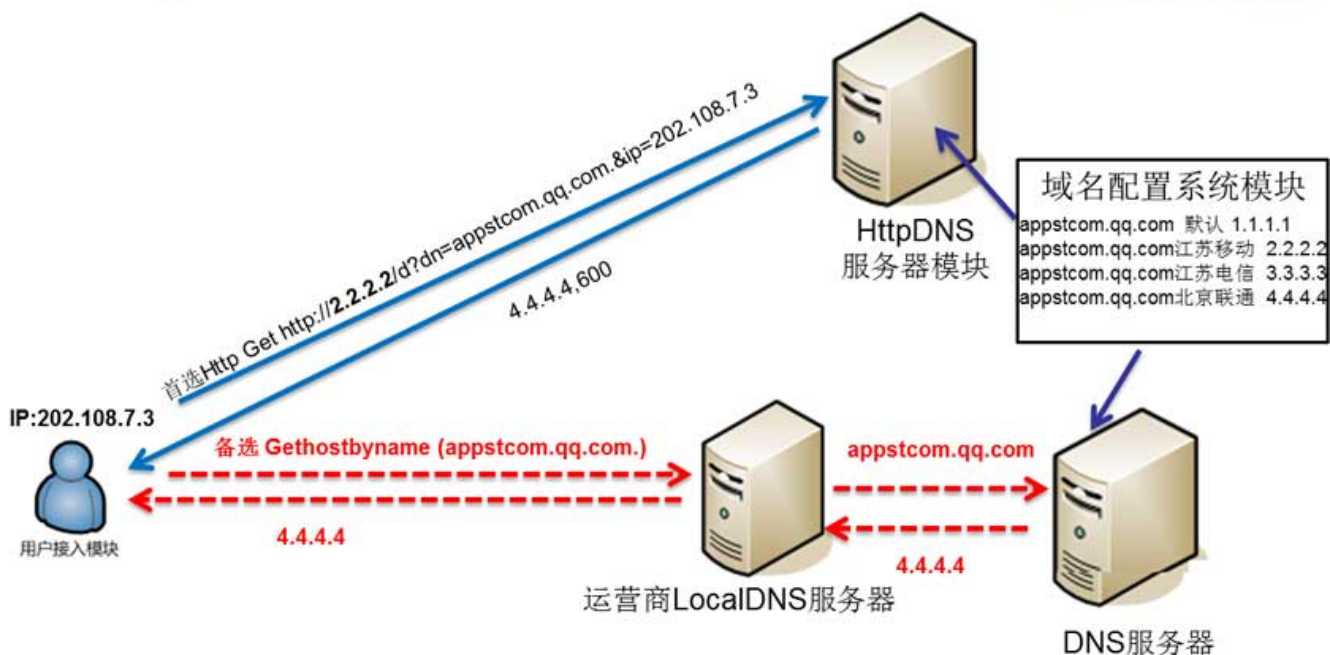 首选Http Get http://2.2.2.2/d?dn=appstcom.qq.com.&ip=202.108.7.3
4.4.4.4,600
HttpDNS
服务器模块
域名配置系统模块
appstcom.qq.com 默认 1.1.1.1
appstcom.qq.com江苏移动 2.2.2.2
appstcom.qq.com江苏电信 3.3.3.3
appstcom.qq.com北京联通 4.4.4.4
IP:202.108.7.3
用户接入模块
备选 Gethostbyname (appstcom.qq.com.)
4.4.4.4
appstcom.qq.com
4.4.4.4
运营商LocalDNS服务器
DNS服务器